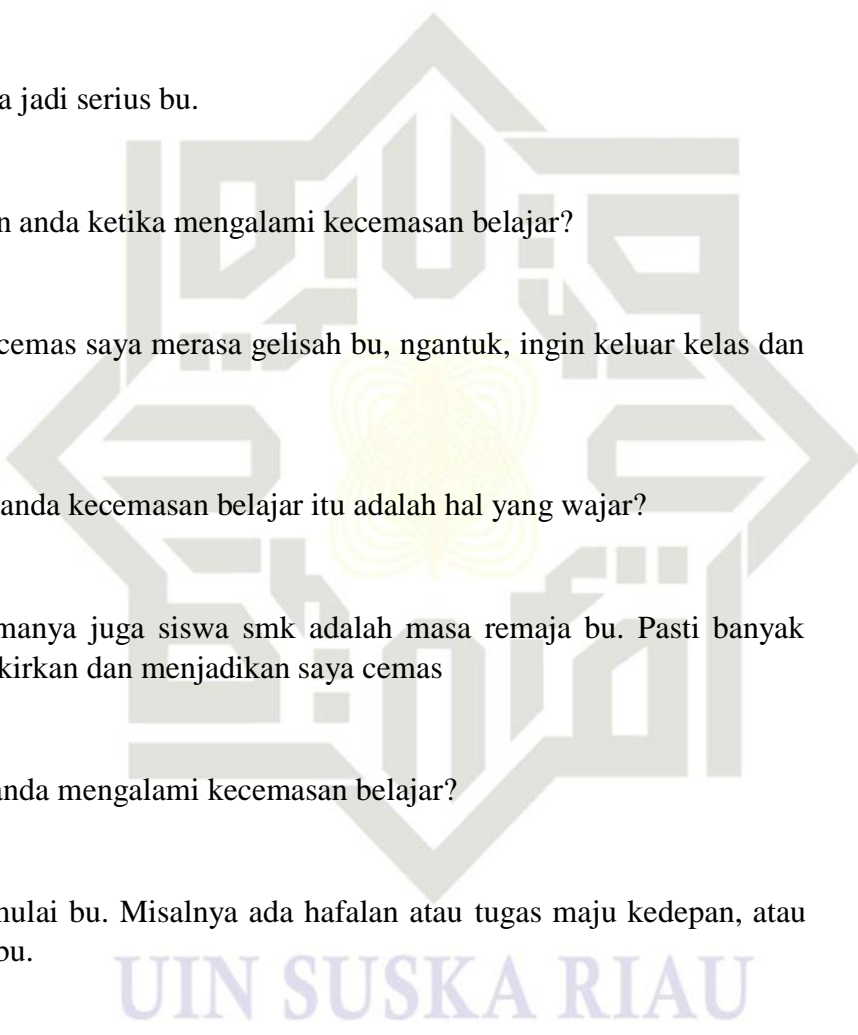 a jadi serius bu.
n anda ketika mengalami kecemasan belajar?
cemas saya merasa gelisah bu, ngantuk, ingin keluar kelas dan
anda kecemasan belajar itu adalah hal yang wajar?
manya juga siswa smk adalah masa remaja bu. Pasti banyak
kirkan dan menjadikan saya cemas
anda mengalami kecemasan belajar?
mulai bu. Misalnya ada hafalan atau tugas maju kedepan, atau
bu.
UIN SUSKA RIAU